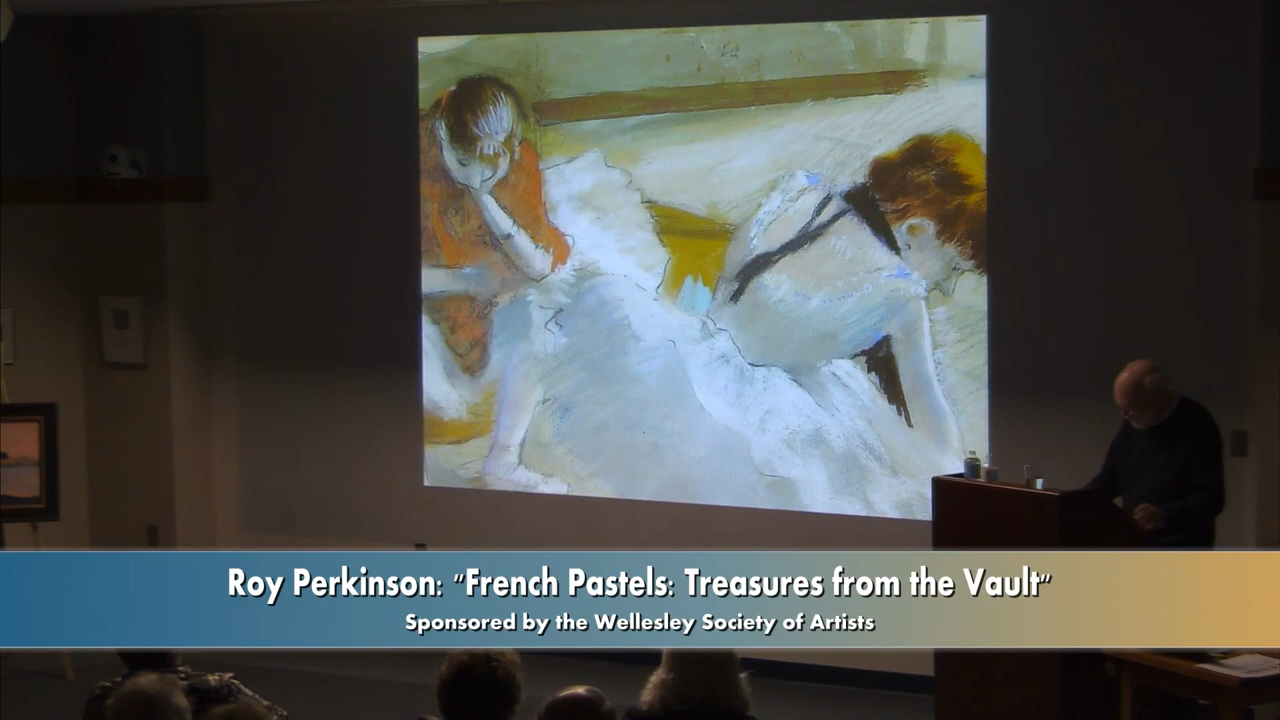 Roy Perkinson: "French Pastels: Treasures from the Vault"
Sponsored by the Wellesley Society of Artists